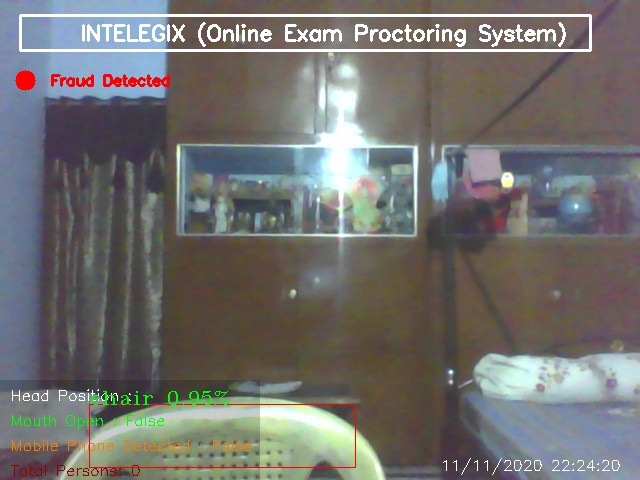 INTELEGIX (Online Exam Proctoring System)
Fraud Detected
Head Position
chair 0.95%
Mouth Open : False
Mobile Phone Detected : False
Total Persons: 0
11/11/2020 22:24:20